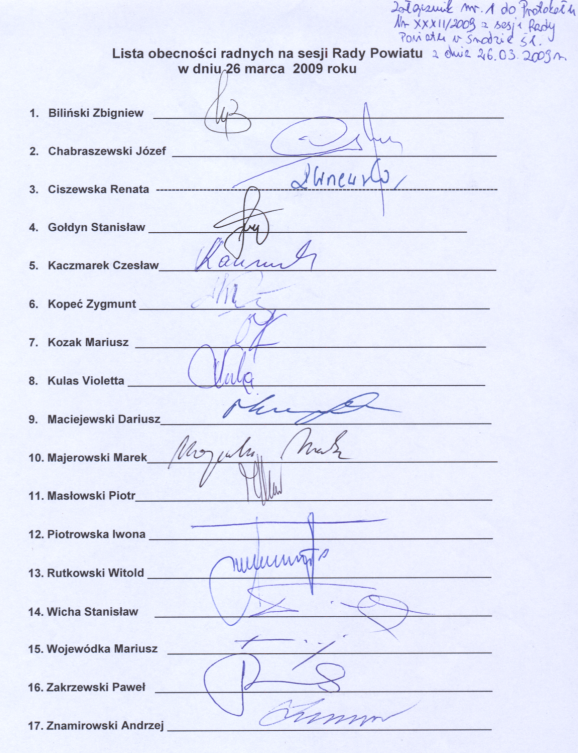 Załącznik nr. 1 do Protokołu
Nr XXXII/2009 z sesji Rady
Powiatu w Środzie Śl.
z dnia 26.03.2009r.
Lista obecności radnych na sesji Rady Powiatu
w dniu 26 marca 2009 roku
1. Biliński Zbigniew
2. Chabraszewski Józef
3. Ciszewska Renata
4. Gołdyn Stanisław
5. Kaczmarek Czesław
6. Kopeć Zygmunt
7. Kozak Mariusz
8. Kulas Violetta
9. Maciejewski Dariusz
10. Majerowski Marek
11. Masłowski Piotr
12. Piotrowska Iwona
13. Rutkowski Witold
14. Wicha Stanisław
15. Wojewódka Mariusz
16. Zakrzewski Paweł
17. Znamirowski Andrzej